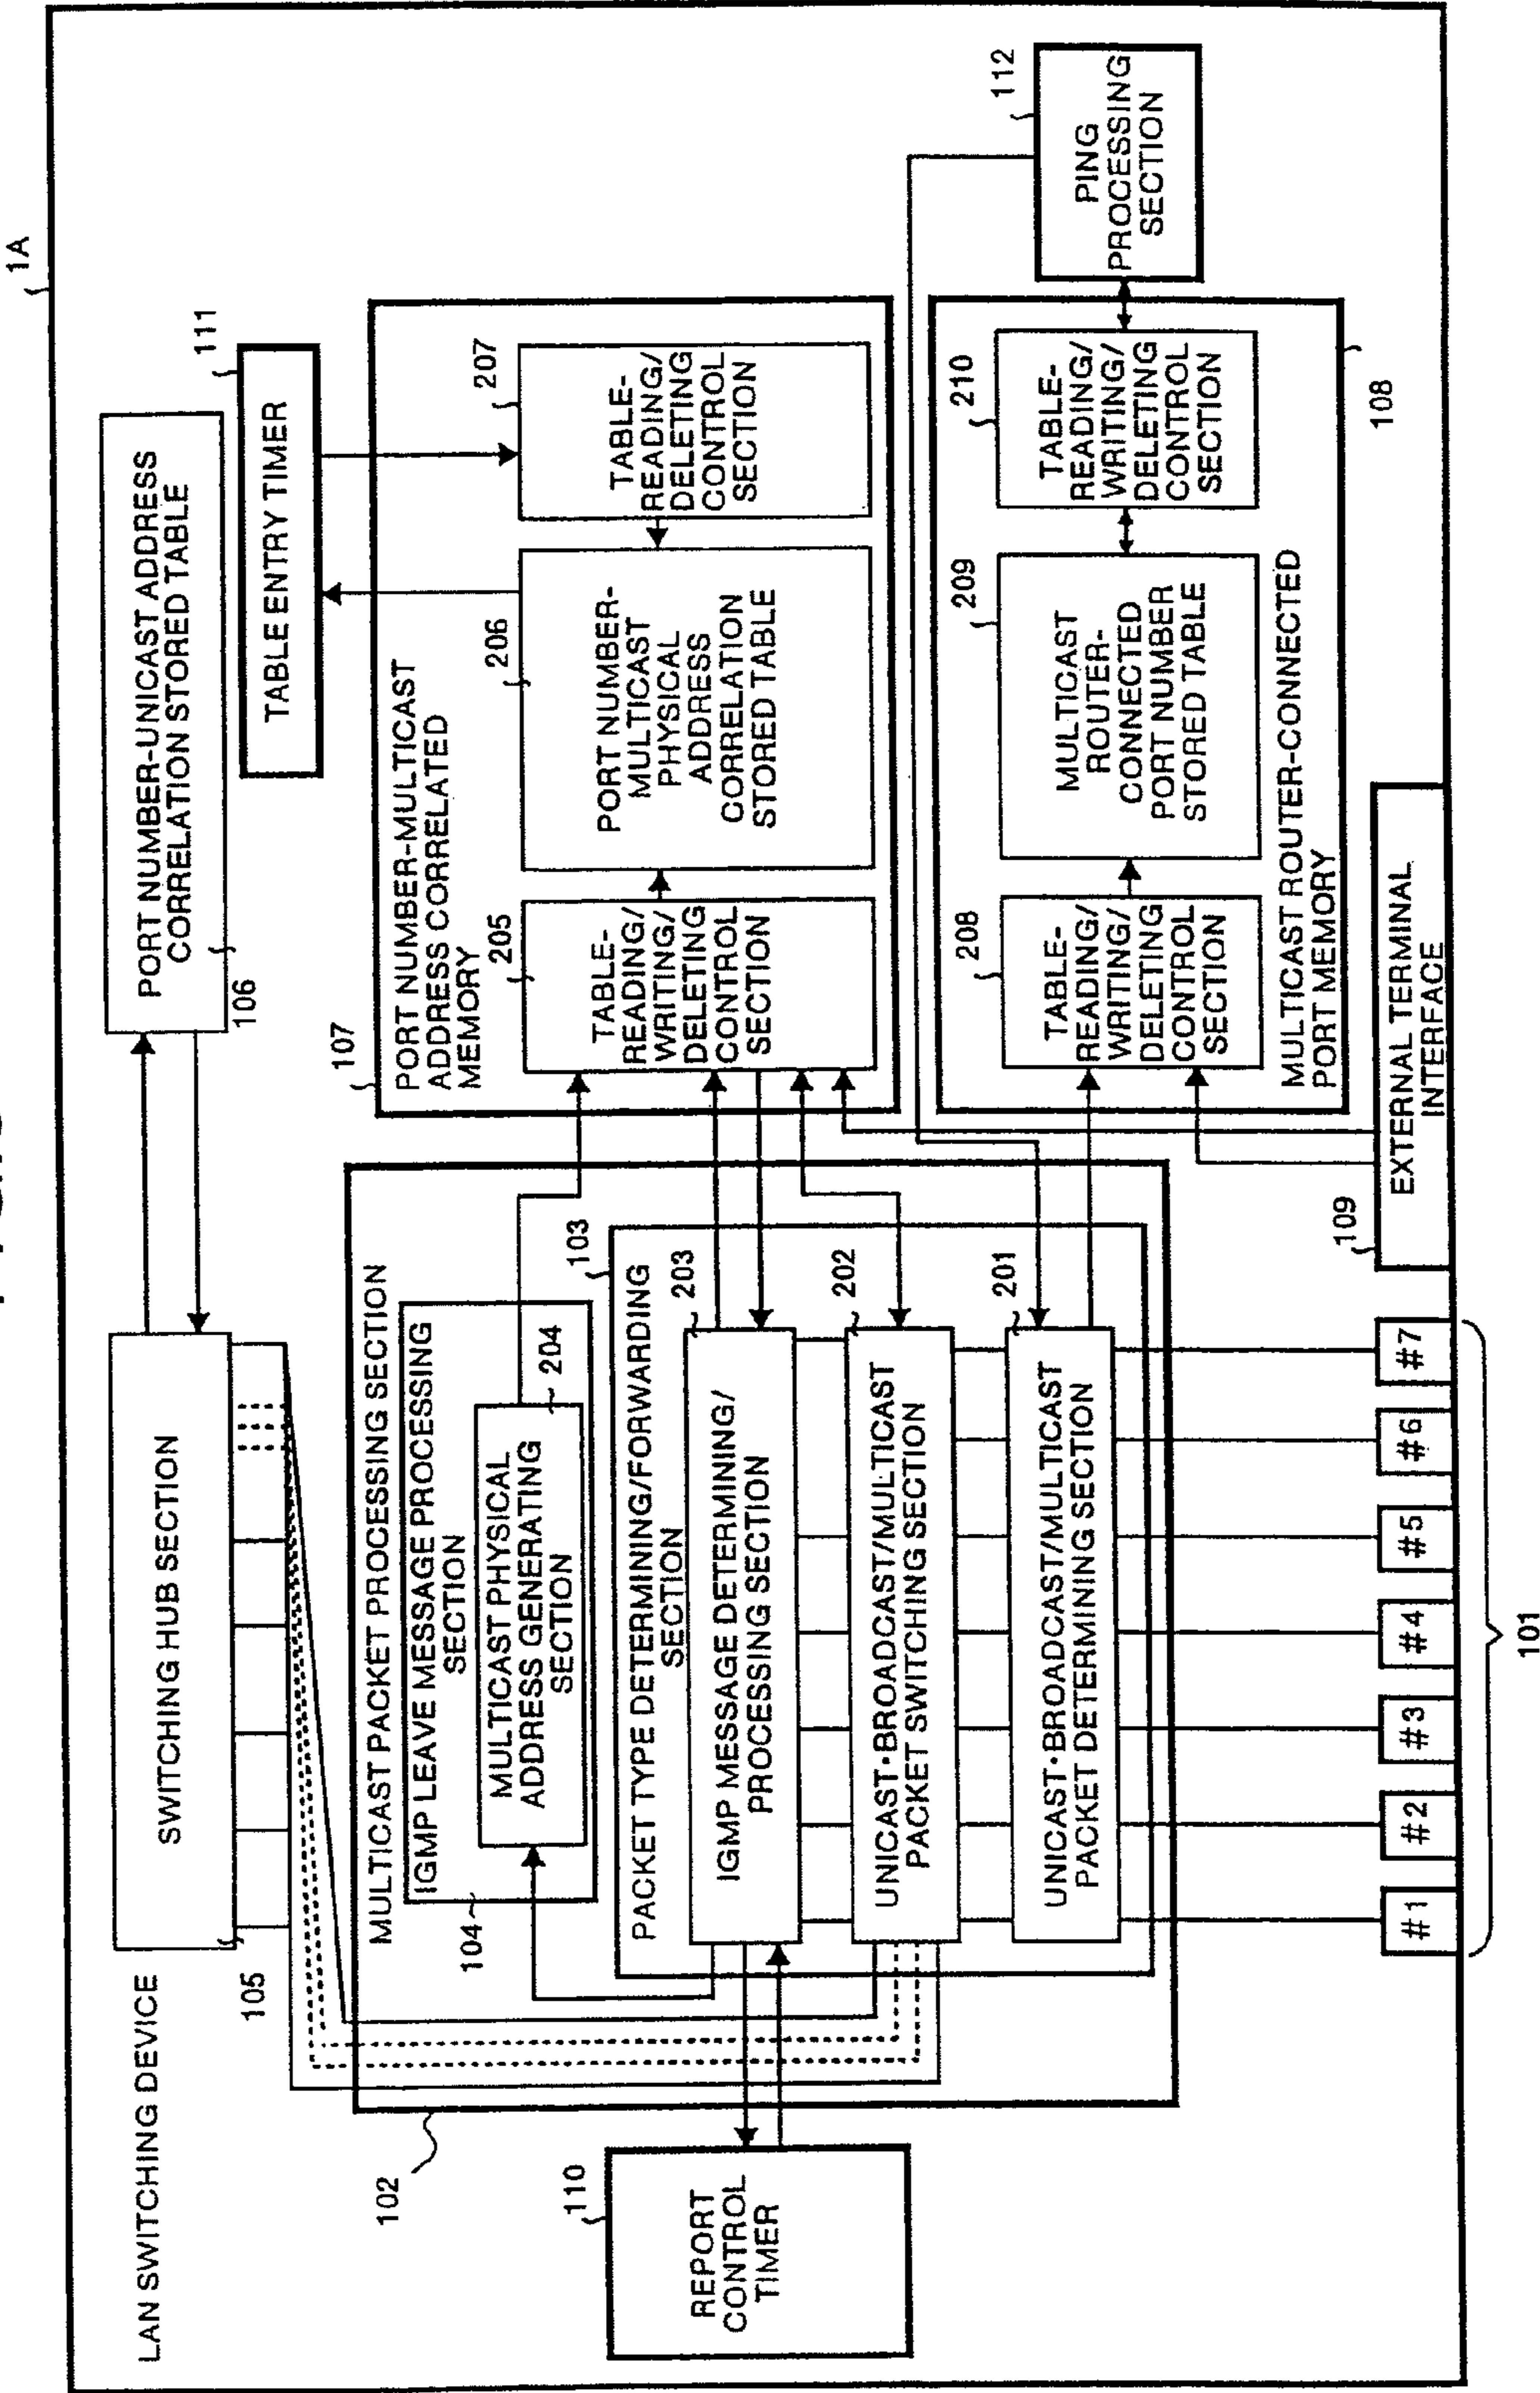 1A
LAN SWITCHING DEVICE
SWITCHING HUB SECTION
105
PORT NUMBER-UNICAST ADDRESS
CORRELATION STORED TABLE
106
TABLE ENTRY TIMER
111
102
MULTICAST PACKET PROCESSING SECTION
IGMP LEAVE MESSAGE PROCESSING
SECTION
104
MULTICAST PHYSICAL
ADDRESS GENERATING
SECTION
204
103
PACKET TYPE DETERMINING/FORWARDING
SECTION
IGMP MESSAGE DETERMINING/
PROCESSING SECTION
203
UNICAST·BROADCAST/MULTICAST
PACKET SWITCHING SECTION
202
UNICAST·BROADCAST/MULTICAST
PACKET DETERMINING SECTION
201
110
REPORT
CONTROL
TIMER
107
PORT NUMBER-MULTICAST
ADDRESS CORRELATED
MEMORY
205
TABLE-
READING/
WRITING/
DELETING
CONTROL
SECTION
206
PORT NUMBER-
MULTICAST
PHYSICAL
ADDRESS
CORRELATION
STORED TABLE
207
TABLE-
READING/
DELETING
CONTROL
SECTION
208
TABLE-
READING/
WRITING/
DELETING
CONTROL
SECTION
209
MULTICAST
ROUTER-
CONNECTED
PORT NUMBER
STORED TABLE
210
TABLE-
READING/
WRITING/
DELETING
CONTROL
SECTION
MULTICAST ROUTER-CONNECTED
PORT MEMORY
108
112
PING
PROCESSING
SECTION
109
EXTERNAL TERMINAL
INTERFACE
#1
#2
#3
#4
#5
#6
#7
101